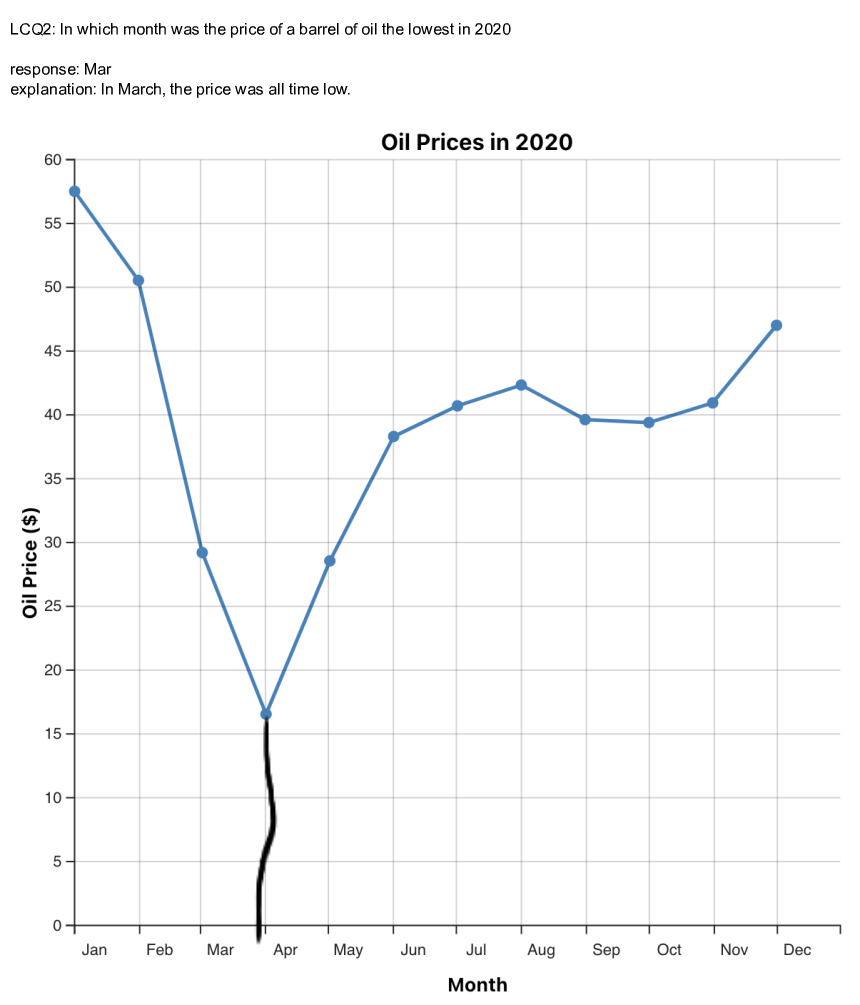 LCQ2: In which month was the price of a barrel of oil the lowest in 2020
response: Mar
explanation: In March, the price was all time low.
Oil Prices in 2020
60
55
50
45
40
35
30
25
20
15
10
5
0
Oil Price ($)
Jan Feb Mar Apr May Jun Jul Aug Sep Oct Nov Dec
Month